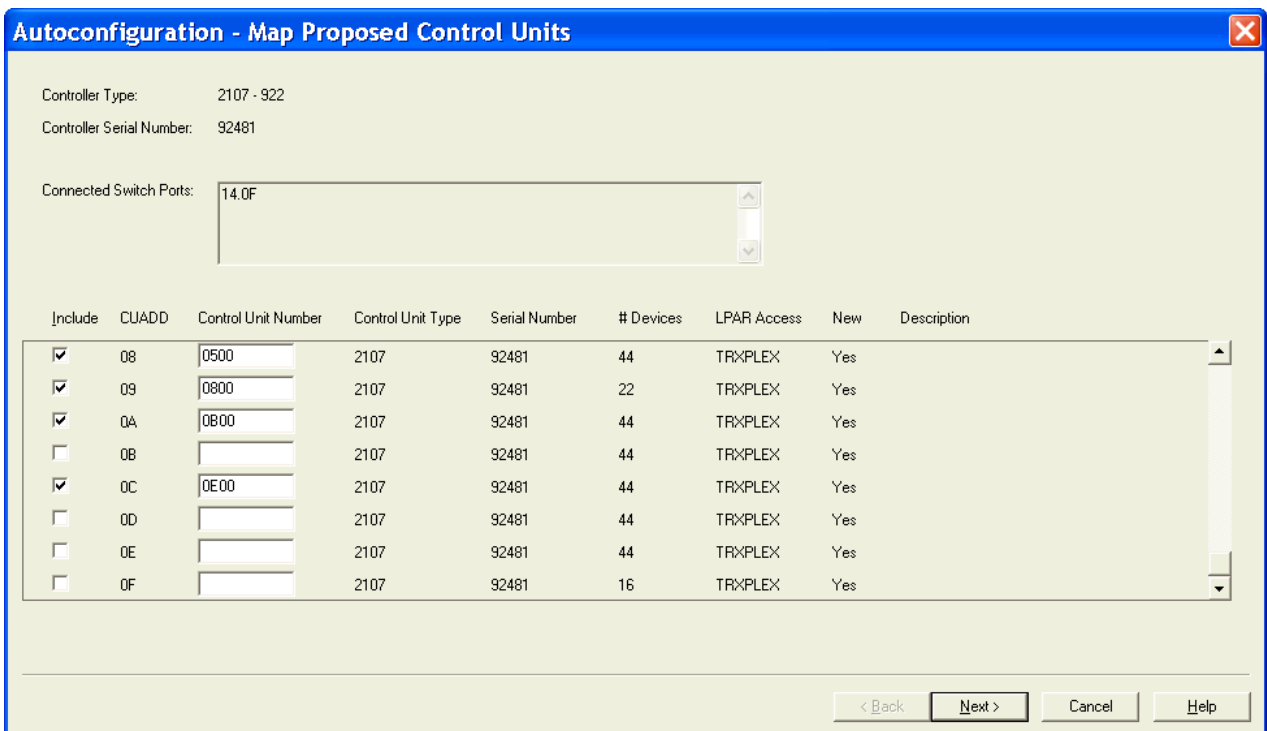 Autoconfiguration - Map Proposed Control Units
Controller Type: 2107 - 922
Controller Serial Number: 92481
Connected Switch Ports: 14.0F
Include CUADD Control Unit Number Control Unit Type Serial Number # Devices LPAR Access New Description
08 0500 2107 92481 44 TRXPLEX Yes
09 0800 2107 92481 22 TRXPLEX Yes
0A 0B00 2107 92481 44 TRXPLEX Yes
0B 2107 92481 44 TRXPLEX Yes
0C 0E00 2107 92481 44 TRXPLEX Yes
0D 2107 92481 44 TRXPLEX Yes
0E 2107 92481 44 TRXPLEX Yes
0F 2107 92481 16 TRXPLEX Yes
< Back Next > Cancel Help